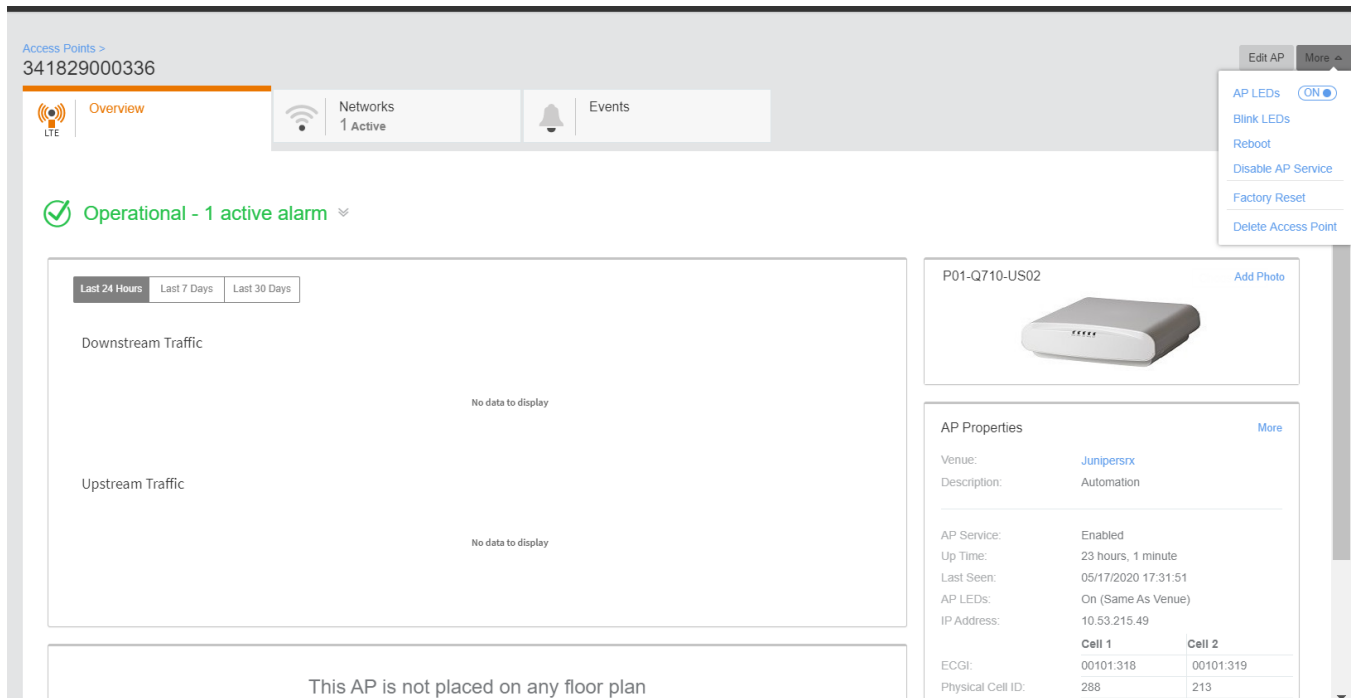 Access Points >
341829000336
Edit AP More
AP LEDs ON
Blink LEDs
Reboot
Disable AP Service
Factory Reset
Delete Access Point
LTE
Overview
Networks
1 Active
Events
Operational - 1 active alarm
Last 24 Hours Last 7 Days Last 30 Days
Downstream Traffic
No data to display
Upstream Traffic
No data to display
This AP is not placed on any floor plan
P01-Q710-US02 Add Photo
AP Properties More
Venue: Junipersrx
Description: Automation
AP Service: Enabled
Up Time: 23 hours, 1 minute
Last Seen: 05/17/2020 17:31:51
AP LEDs: On (Same As Venue)
IP Address: 10.53.215.49
Cell 1 Cell 2
ECGI: 00101:318 00101:319
Physical Cell ID: 288 213